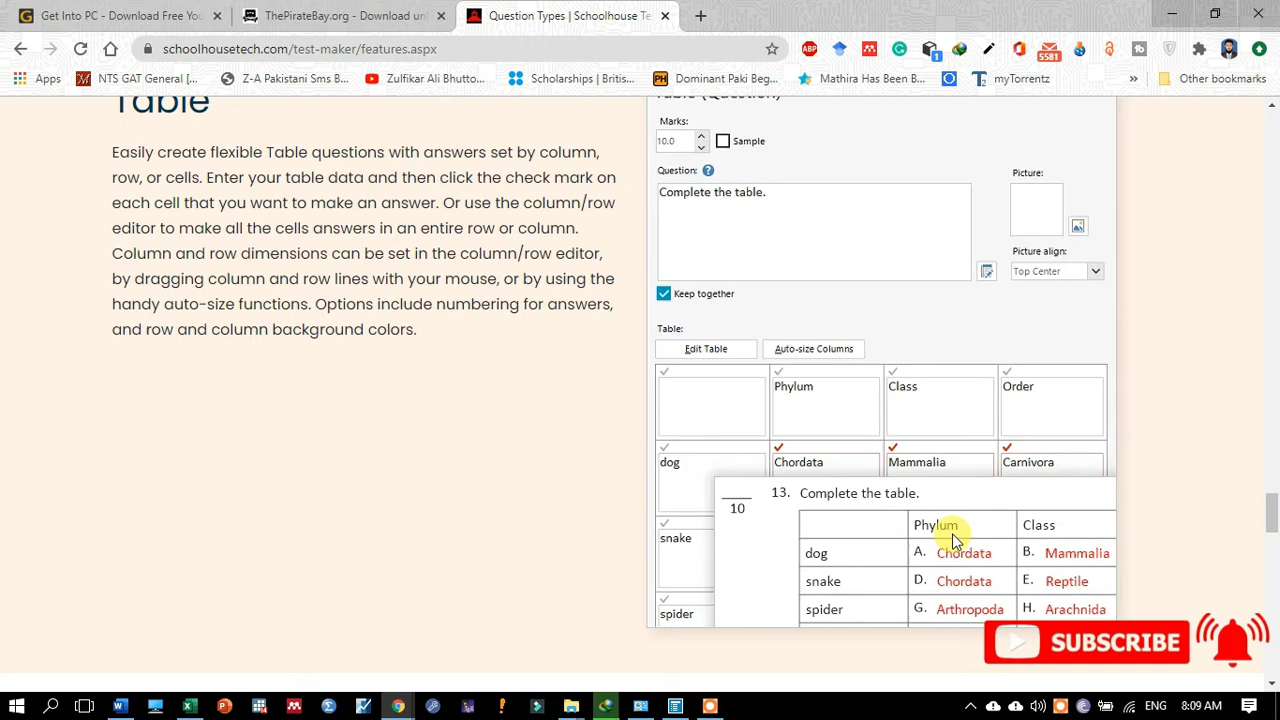 Get Into PC - Download Free Yo
ThePirateBay.org - Download un
Question Types | Schoolhouse Te
schoolhousetech.com/test-maker/features.aspx
ABP
1
5581
Apps
NTS GAT General [...
Z-A Pakistani Sms B...
Zulfikar Ali Bhutto...
Scholarships | Britis...
PH
Dominant Paki Beg...
Mathira Has Been B...
myTorrentz
»
Other bookmarks
Table
Easily create flexible Table questions with answers set by column,
row, or cells. Enter your table data and then click the check mark on
each cell that you want to make an answer. Or use the column/row
editor to make all the cells answers in an entire row or column.
Column and row dimensions can be set in the column/row editor,
by dragging column and row lines with your mouse, or by using the
handy auto-size functions. Options include numbering for answers,
and row and column background colors.
Table (Question)
Marks:
10.0
Sample
Question:
Complete the table.
Picture:
Picture align:
Top Center
Keep together
Table:
Edit Table
Auto-size Columns
Phylum
Class
Order
dog
Chordata
Mammalia
Carnivora
snake
spider
10
13. Complete the table.
Phylum
Class
dog
A. Chordata
B. Mammalia
snake
D. Chordata
E. Reptile
spider
G. Arthropoda
H. Arachnida
SUBSCRIBE
ENG
8:09 AM